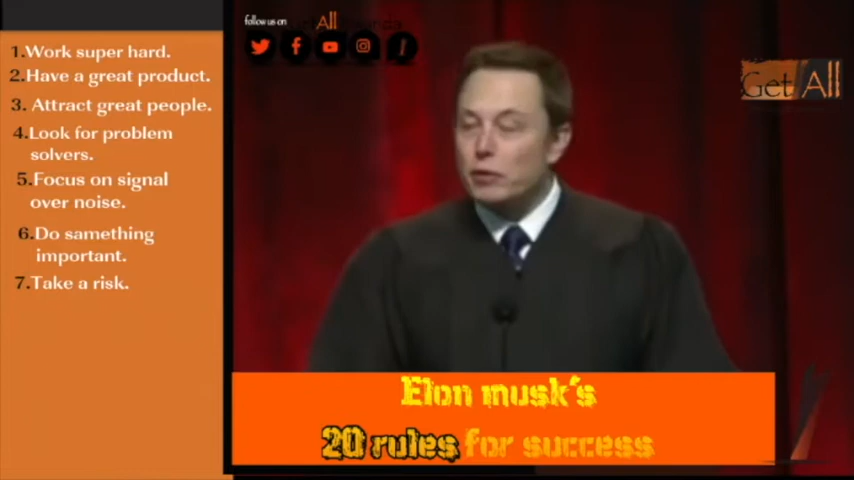 follow us on
Get All
1.Work super hard.
2.Have a great product.
3. Attract great people.
4.Look for problem
solvers.
5.Focus on signal
over noise.
6.Do samething
important.
7.Take a risk.
Elon musk's
20 rules for success